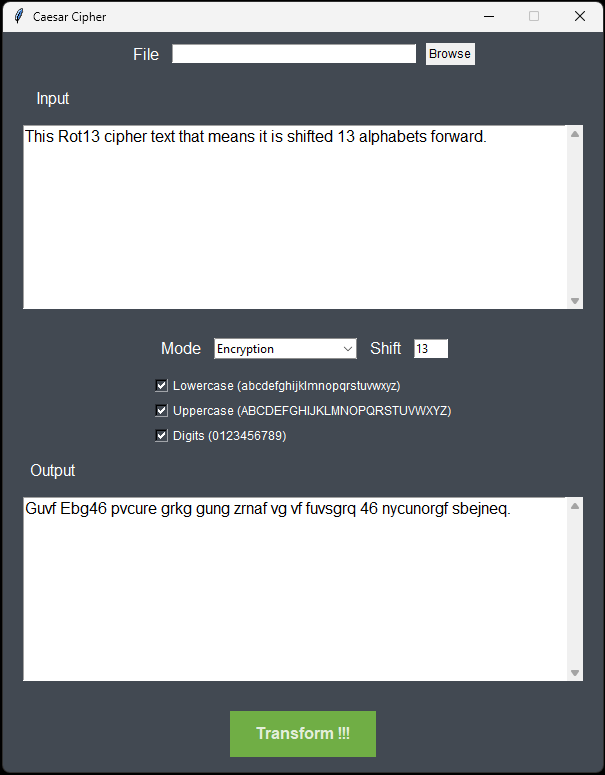 Caesar Cipher
File Browse
Input
This Rot13 cipher text that means it is shifted 13 alphabets forward.
Mode Encryption Shift 13
Lowercase (abcdefghijklmnopqrstuvwxyz)
Uppercase (ABCDEFGHIJKLMNOPQRSTUVWXYZ)
Digits (0123456789)
Output
Guvf Ebg46 pvcure grkg gung zrnaf vg vf fuvsgrq 46 nycunorgf sbejneq.
Transform !!!